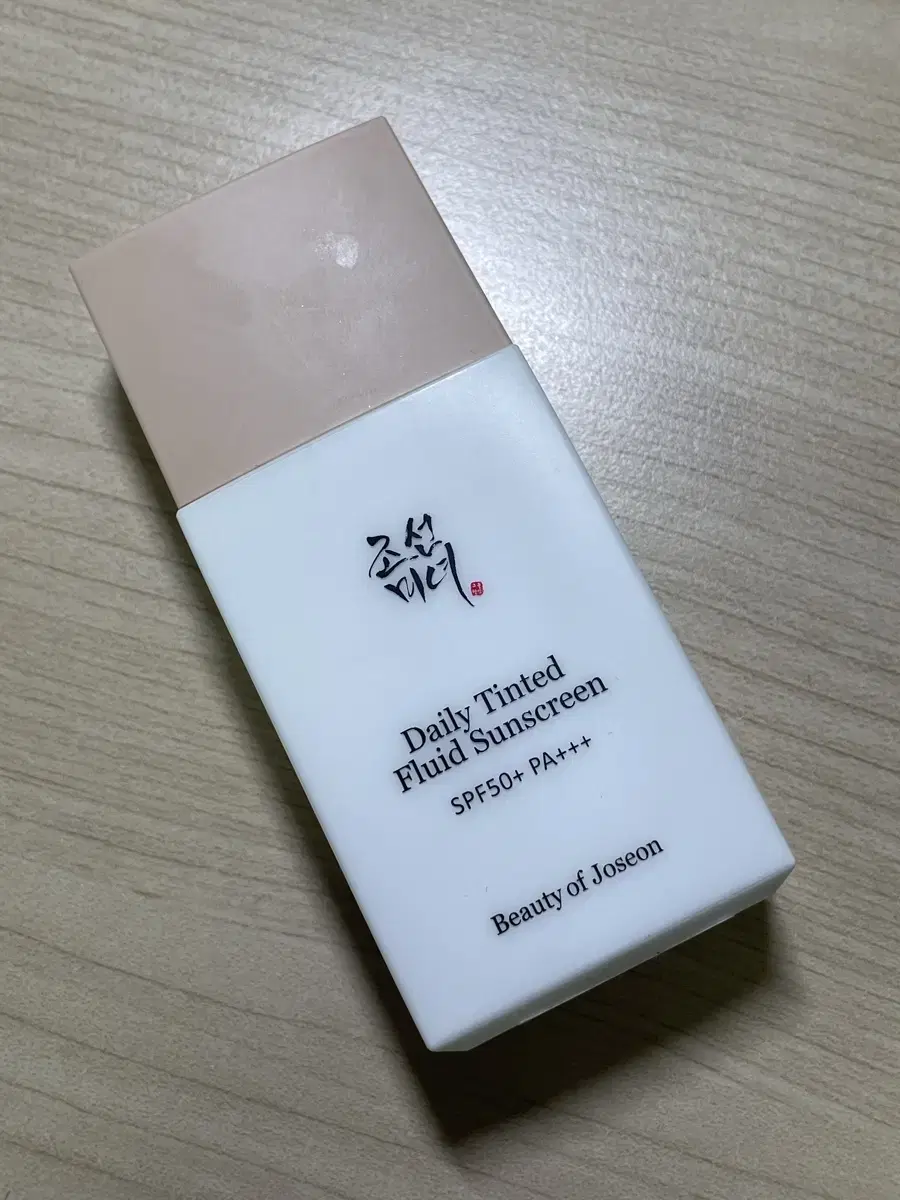 조선
미녀
Daily Tinted
Fluid Sunscreen
SPF50+ PA+++
Beauty of Joseon